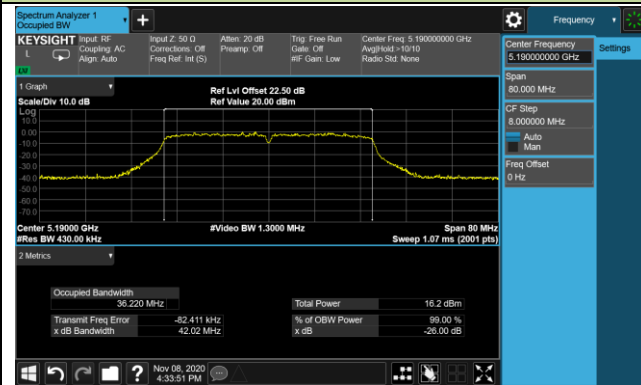 Spectrum Analyzer 1
Occupied BW
Frequency
KEYSIGHT
L
Input: RF
Coupling: AC
Align: Auto
Input Z: 50 Ω
Corrections: Off
Freq Ref: Int (S)
Atten: 20 dB
Preamp: Off
Trig: Free Run
Gate: Off
#IF Gain: Low
Center Freq: 5.190000000 GHz
Avg|Hold:>10/10
Radio Std: None
Center Frequency
5.190000000 GHz
Settings
Span
80.000 MHz
CF Step
8.000000 MHz
Auto
Man
Freq Offset
0 Hz
1 Graph
Scale/Div 10.0 dB
Ref Lvl Offset 22.50 dB
Ref Value 20.00 dBm
Log
10.0
0.00
-10.0
-20.0
-30.0
-40.0
-50.0
-60.0
-70.0
Center 5.19000 GHz
#Res BW 430.00 kHz
#Video BW 1.3000 MHz
Span 80 MHz
Sweep 1.07 ms (2001 pts)
2 Metrics
Occupied Bandwidth
36.220 MHz
Transmit Freq Error -82.411 kHz
x dB Bandwidth 42.02 MHz
Total Power 16.2 dBm
% of OBW Power 99.00 %
x dB -26.00 dB
?
Nov 08, 2020
4:33:51 PM